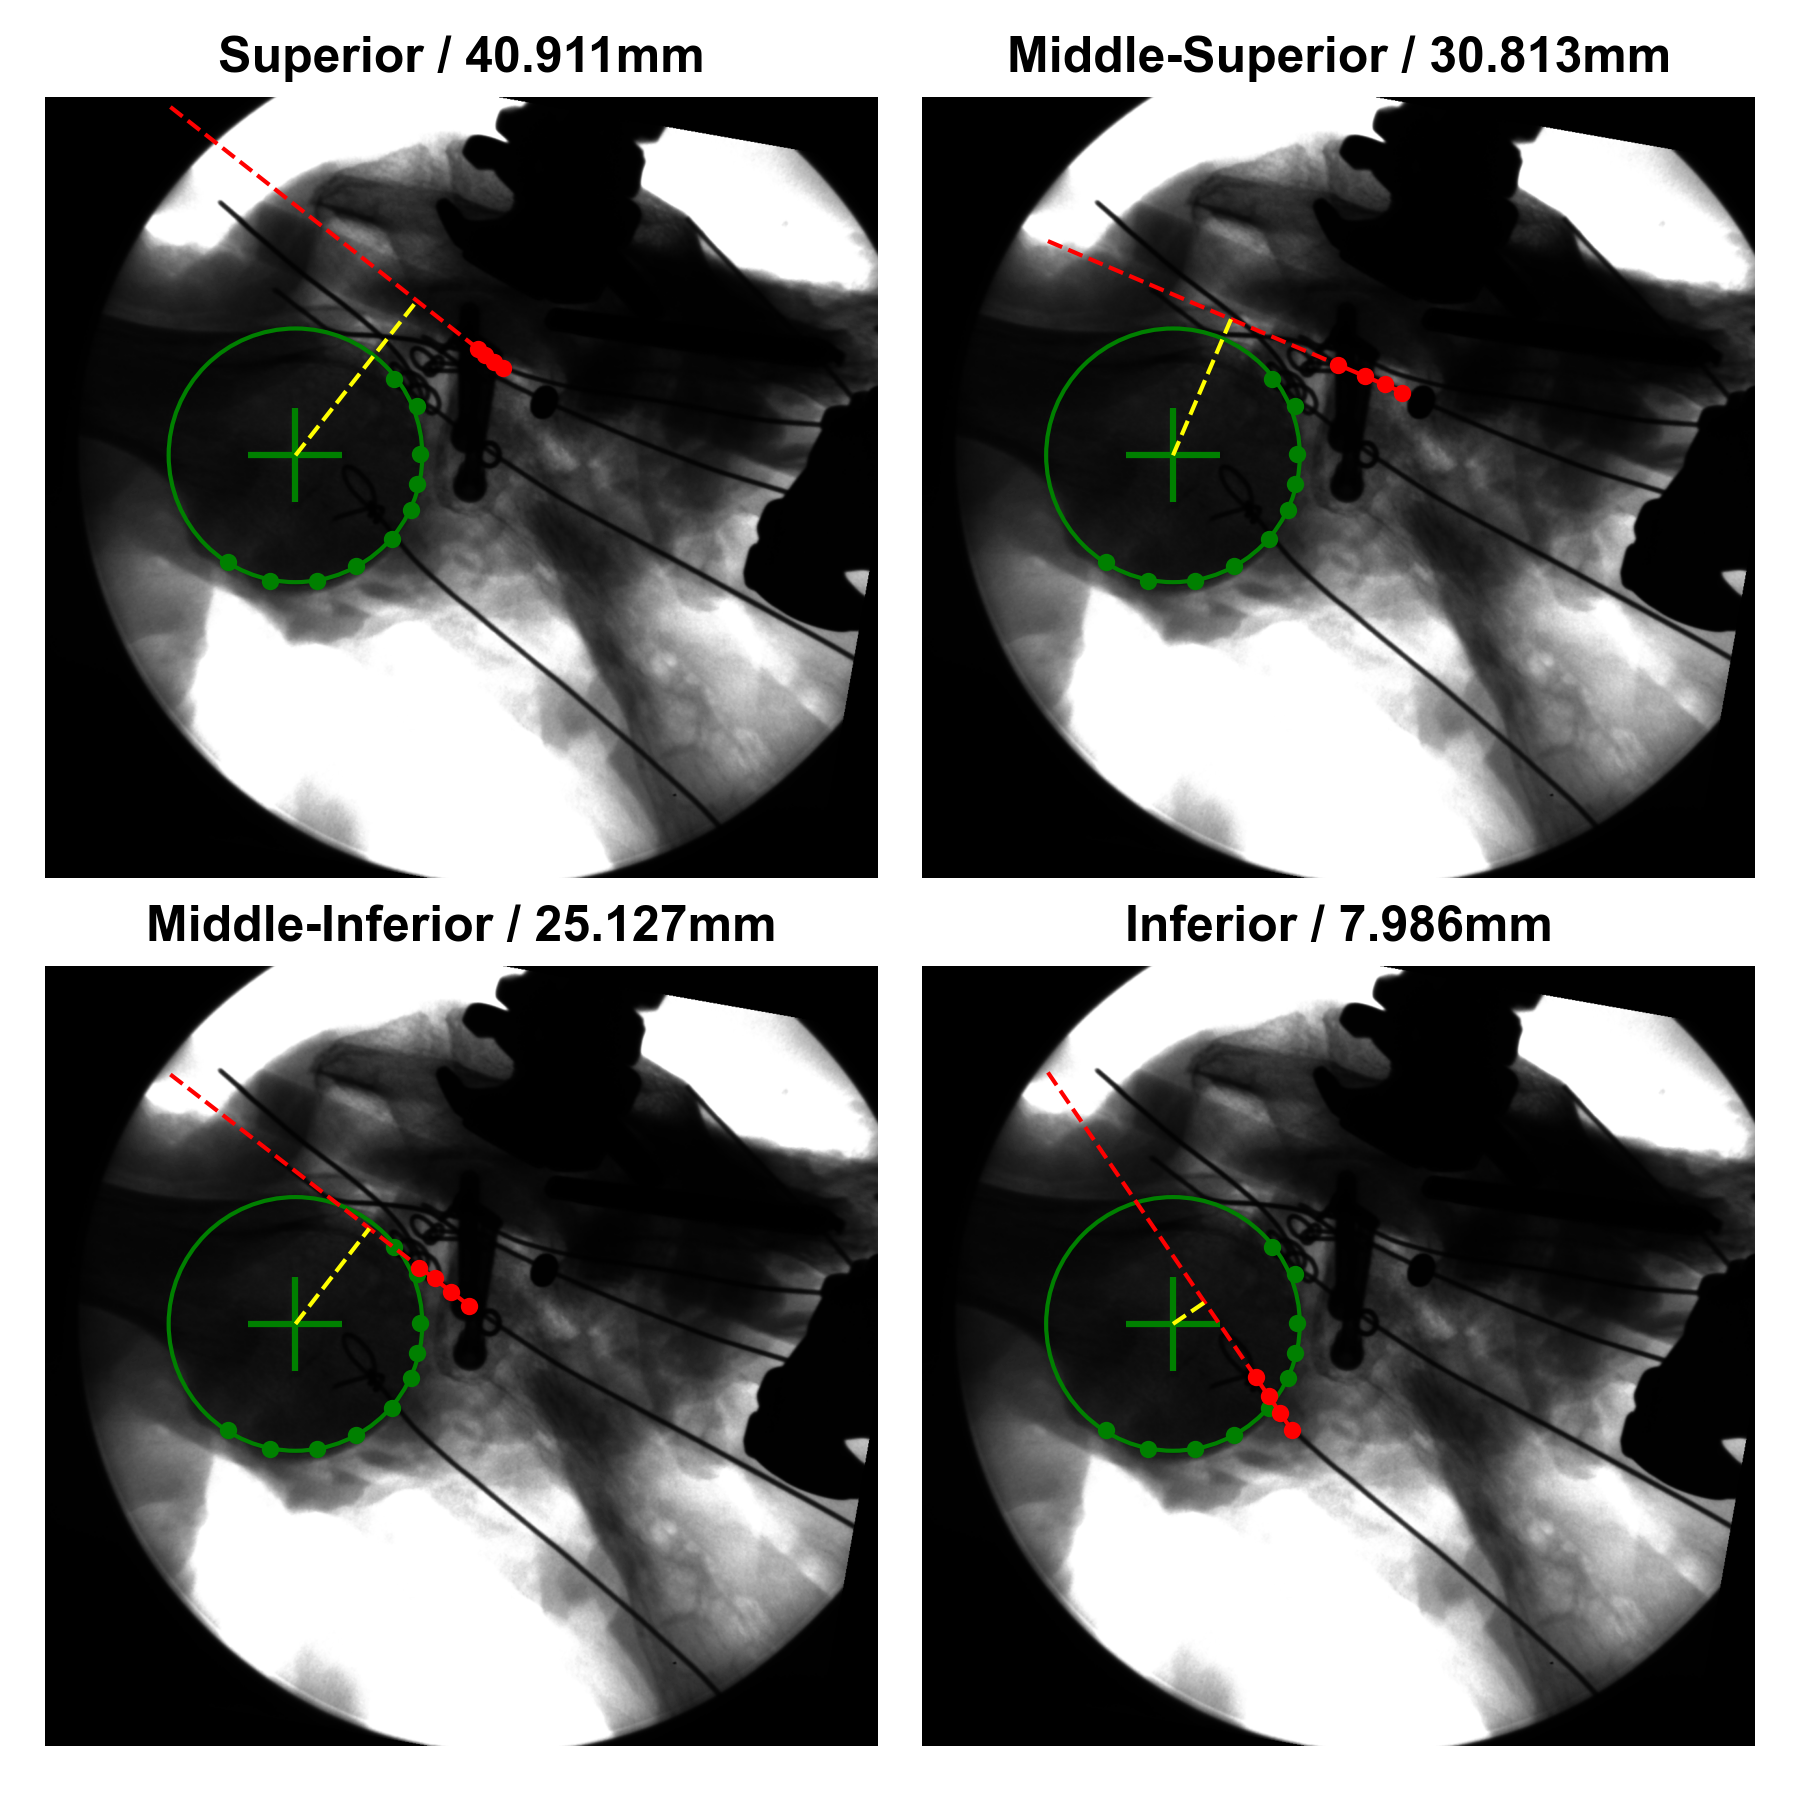 Superior / 40.911mm
Middle-Superior / 30.813mm
Middle-Inferior / 25.127mm
Inferior / 7.986mm